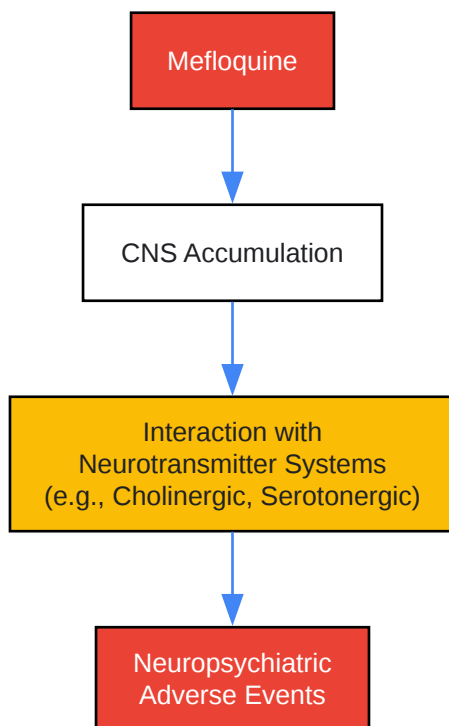 Mefloquine
CNS Accumulation
Interaction with
Neurotransmitter Systems
(e.g., Cholinergic, Serotonergic)
Neuropsychiatric
Adverse Events